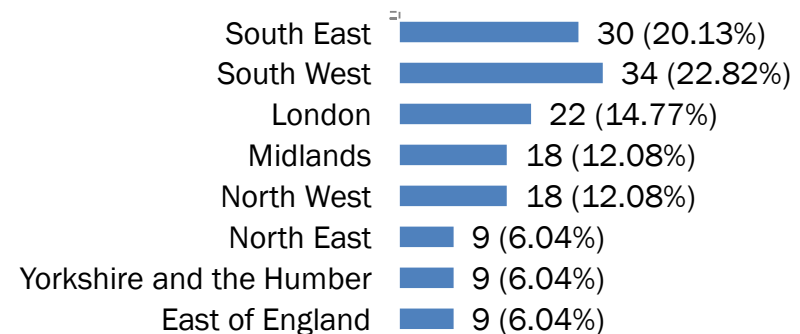 South East 30 (20.13%)
South West 34 (22.82%)
London 22 (14.77%)
Midlands 18 (12.08%)
North West 18 (12.08%)
North East 9 (6.04%)
Yorkshire and the Humber 9 (6.04%)
East of England 9 (6.04%)